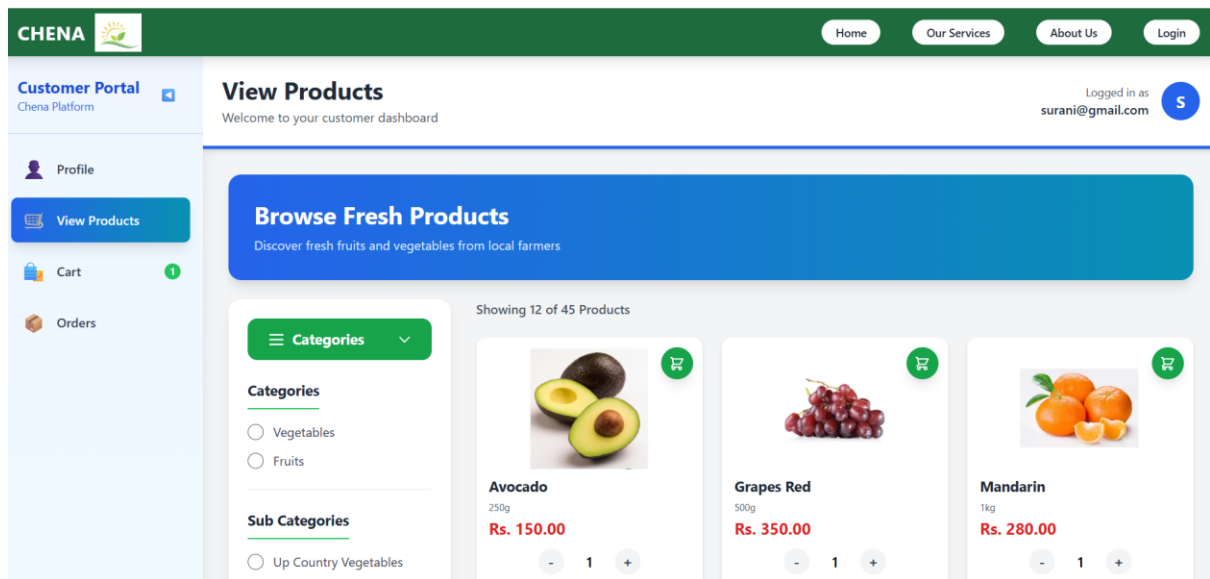 CHENA
Home
Our Services
About Us
Login
Customer Portal
Chena Platform
Profile
View Products
Cart
1
Orders
View Products
Welcome to your customer dashboard
Logged in as
surani@gmail.com
S
Browse Fresh Products
Discover fresh fruits and vegetables from local farmers
Categories
Categories
Vegetables
Fruits
Sub Categories
Up Country Vegetables
Showing 12 of 45 Products
Avocado
250g
Rs. 150.00
- 1 +
Grapes Red
500g
Rs. 350.00
- 1 +
Mandarin
1kg
Rs. 280.00
- 1 +